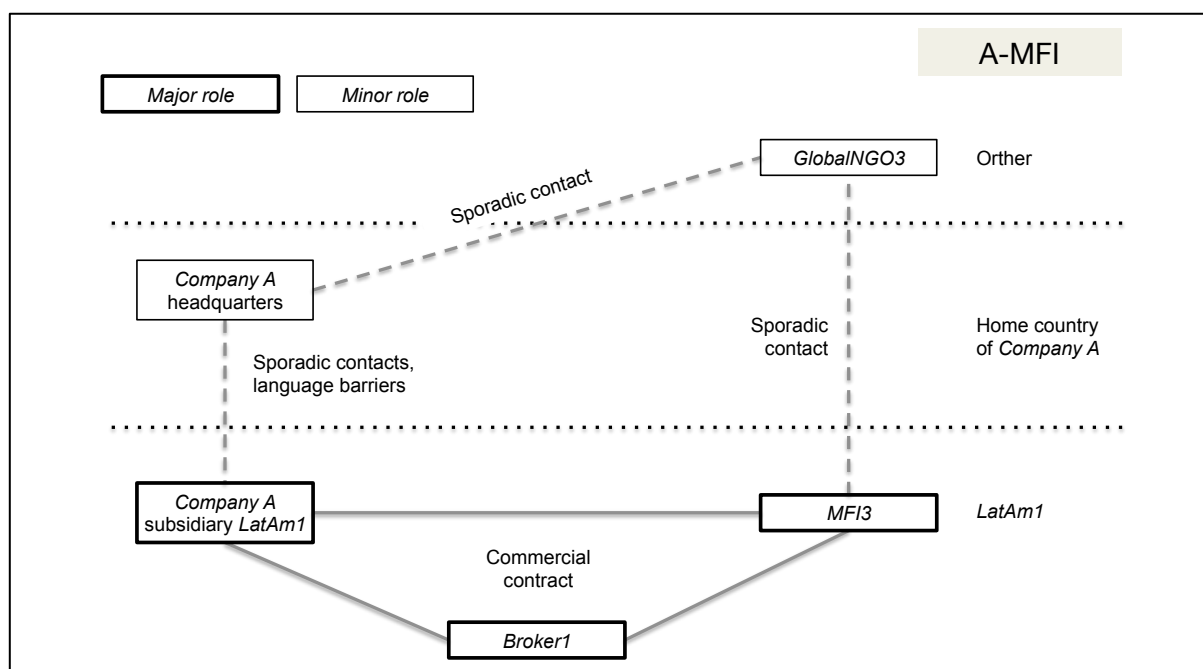 A-MFI
Major role
Minor role
GlobalNGO3
Orther
Sporadic contact
Company A
headquarters
Sporadic
contact
Home country
of Company A
Sporadic contacts,
language barriers
Company A
subsidiary LatAm1
MFI3
LatAm1
Commercial
contract
Broker1